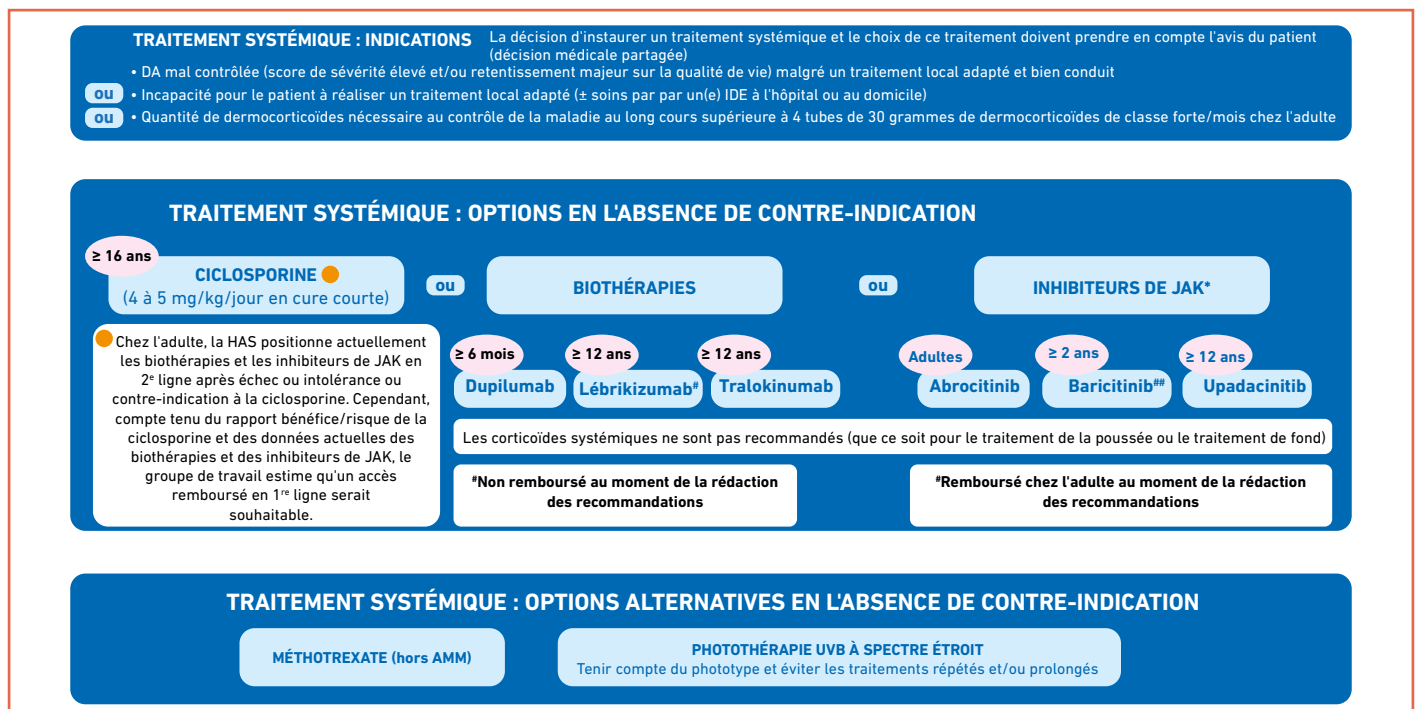 TRAITEMENT SYSTÉMIQUE : INDICATIONS La décision d'instaurer un traitement systémique et le choix de ce traitement doivent prendre en compte l'avis du patient
(décision médicale partagée)
• DA mal contrôlée (score de sévérité élevé et/ou retentissement majeur sur la qualité de vie) malgré un traitement local adapté et bien conduit
ou • Incapacité pour le patient à réaliser un traitement local adapté (± soins par par un(e) IDE à l'hôpital ou au domicile)
ou • Quantité de dermocorticoïdes nécessaire au contrôle de la maladie au long cours supérieure à 4 tubes de 30 grammes de dermocorticoïdes de classe forte/mois chez l'adulte
TRAITEMENT SYSTÉMIQUE : OPTIONS EN L'ABSENCE DE CONTRE-INDICATION
≥ 16 ans
CICLOSPORINE
(4 à 5 mg/kg/jour en cure courte)
ou
BIOTHÉRAPIES
ou
INHIBITEURS DE JAK*
Chez l'adulte, la HAS positionne actuellement
les biothérapies et les inhibiteurs de JAK en
2e ligne après échec ou intolérance ou
contre-indication à la ciclosporine. Cependant,
compte tenu du rapport bénéfice/risque de la
ciclosporine et des données actuelles des
biothérapies et des inhibiteurs de JAK, le
groupe de travail estime qu'un accès
remboursé en 1re ligne serait
souhaitable.
≥ 6 mois
Dupilumab
≥ 12 ans
Lébrikizumab#
≥ 12 ans
Tralokinumab
Adultes
Abrocitinib
≥ 2 ans
Baricitinib##
≥ 12 ans
Upadacinitib
Les corticoïdes systémiques ne sont pas recommandés (que ce soit pour le traitement de la poussée ou le traitement de fond)
#Non remboursé au moment de la rédaction
des recommandations
#Remboursé chez l'adulte au moment de la rédaction
des recommandations
TRAITEMENT SYSTÉMIQUE : OPTIONS ALTERNATIVES EN L'ABSENCE DE CONTRE-INDICATION
MÉTHOTREXATE (hors AMM)
PHOTOTHÉRAPIE UVB À SPECTRE ÉTROIT
Tenir compte du phototype et éviter les traitements répétés et/ou prolongés